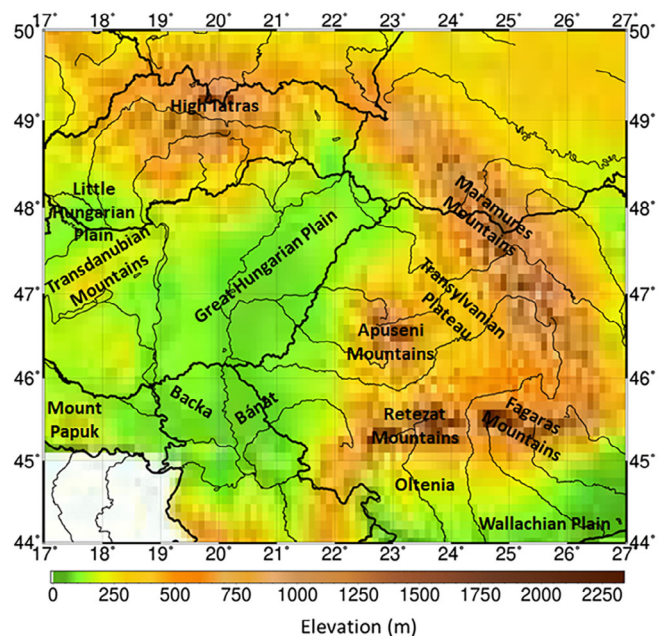 17° 18° 19° 20° 21° 22° 23° 24° 25° 26° 27°
50° 50°
High Tatras
49° 49°
Little
Hungarian
Plain
Maramures
Mountains
48° 48°
Transdanubian
Mountains
Great Hungarian Plain
Transylvanian
Plateau
47° 47°
Apuseni
Mountains
46° 46°
Backa
Bánát
Mount
Papuk
Retezat
Mountains
Fagaras
Mountains
45° 45°
Oltenia
Wallachian Plain
44° 44°
17° 18° 19° 20° 21° 22° 23° 24° 25° 26° 27°
0 250 500 750 1000 1250 1500 1750 2000 2250
Elevation (m)